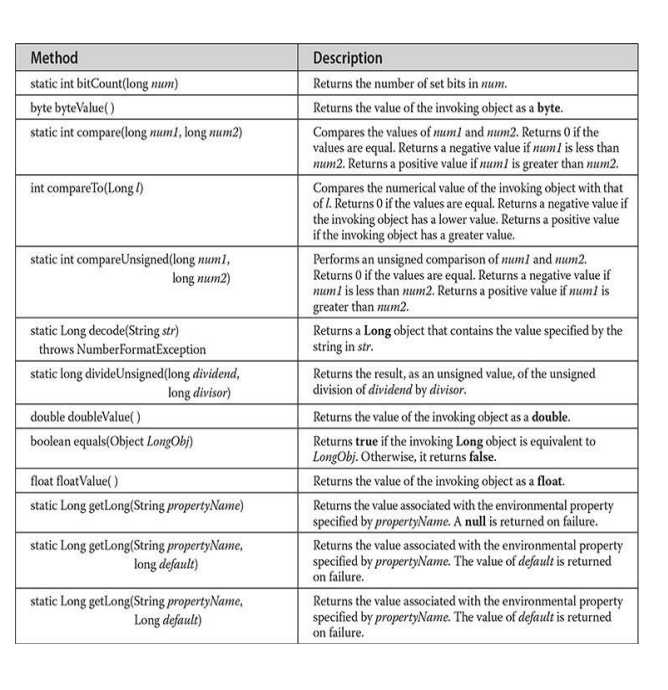 Method Description
static int bitCount(long num) Returns the number of set bits in num.
byte byteValue( ) Returns the value of the invoking object as a byte.
static int compare(long num1, long num2) Compares the values of num1 and num2. Returns 0 if the
values are equal. Returns a negative value if num1 is less than
num2. Returns a positive value if num1 is greater than num2.
int compareTo(Long l) Compares the numerical value of the invoking object with that
of l. Returns 0 if the values are equal. Returns a negative value if
the invoking object has a lower value. Returns a positive value
if the invoking object has a greater value.
static int compareUnsigned(long num1, Performs an unsigned comparison of num1 and num2.
long num2) Returns 0 if the values are equal. Returns a negative value if
num1 is less than num2. Returns a positive value if num1 is
greater than num2.
static Long decode(String str) Returns a Long object that contains the value specified by the
throws NumberFormatException string in str.
static long divideUnsigned(long dividend, Returns the result, as an unsigned value, of the unsigned
long divisor) division of dividend by divisor.
double doubleValue( ) Returns the value of the invoking object as a double.
boolean equals(Object LongObj) Returns true if the invoking Long object is equivalent to
LongObj. Otherwise, it returns false.
float floatValue( ) Returns the value of the invoking object as a float.
static Long getLong(String propertyName) Returns the value associated with the environmental property
specified by propertyName. A null is returned on failure.
static Long getLong(String propertyName, Returns the value associated with the environmental property
long default) specified by propertyName. The value of default is returned
on failure.
static Long getLong(String propertyName, Returns the value associated with the environmental property
Long default) specified by propertyName. The value of default is returned
on failure.